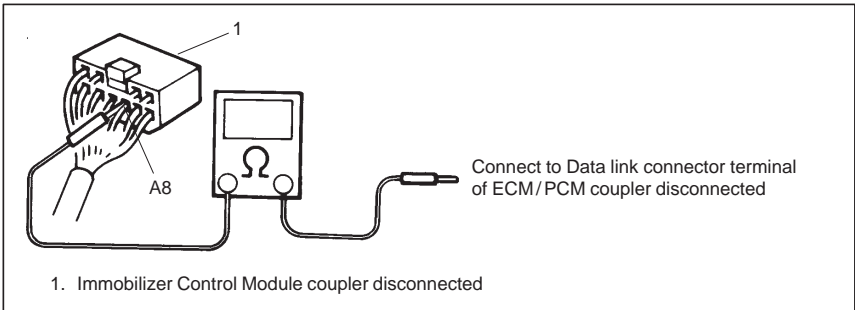 1
A8
Ω
Connect to Data link connector terminal
of ECM/PCM coupler disconnected
1. Immobilizer Control Module coupler disconnected